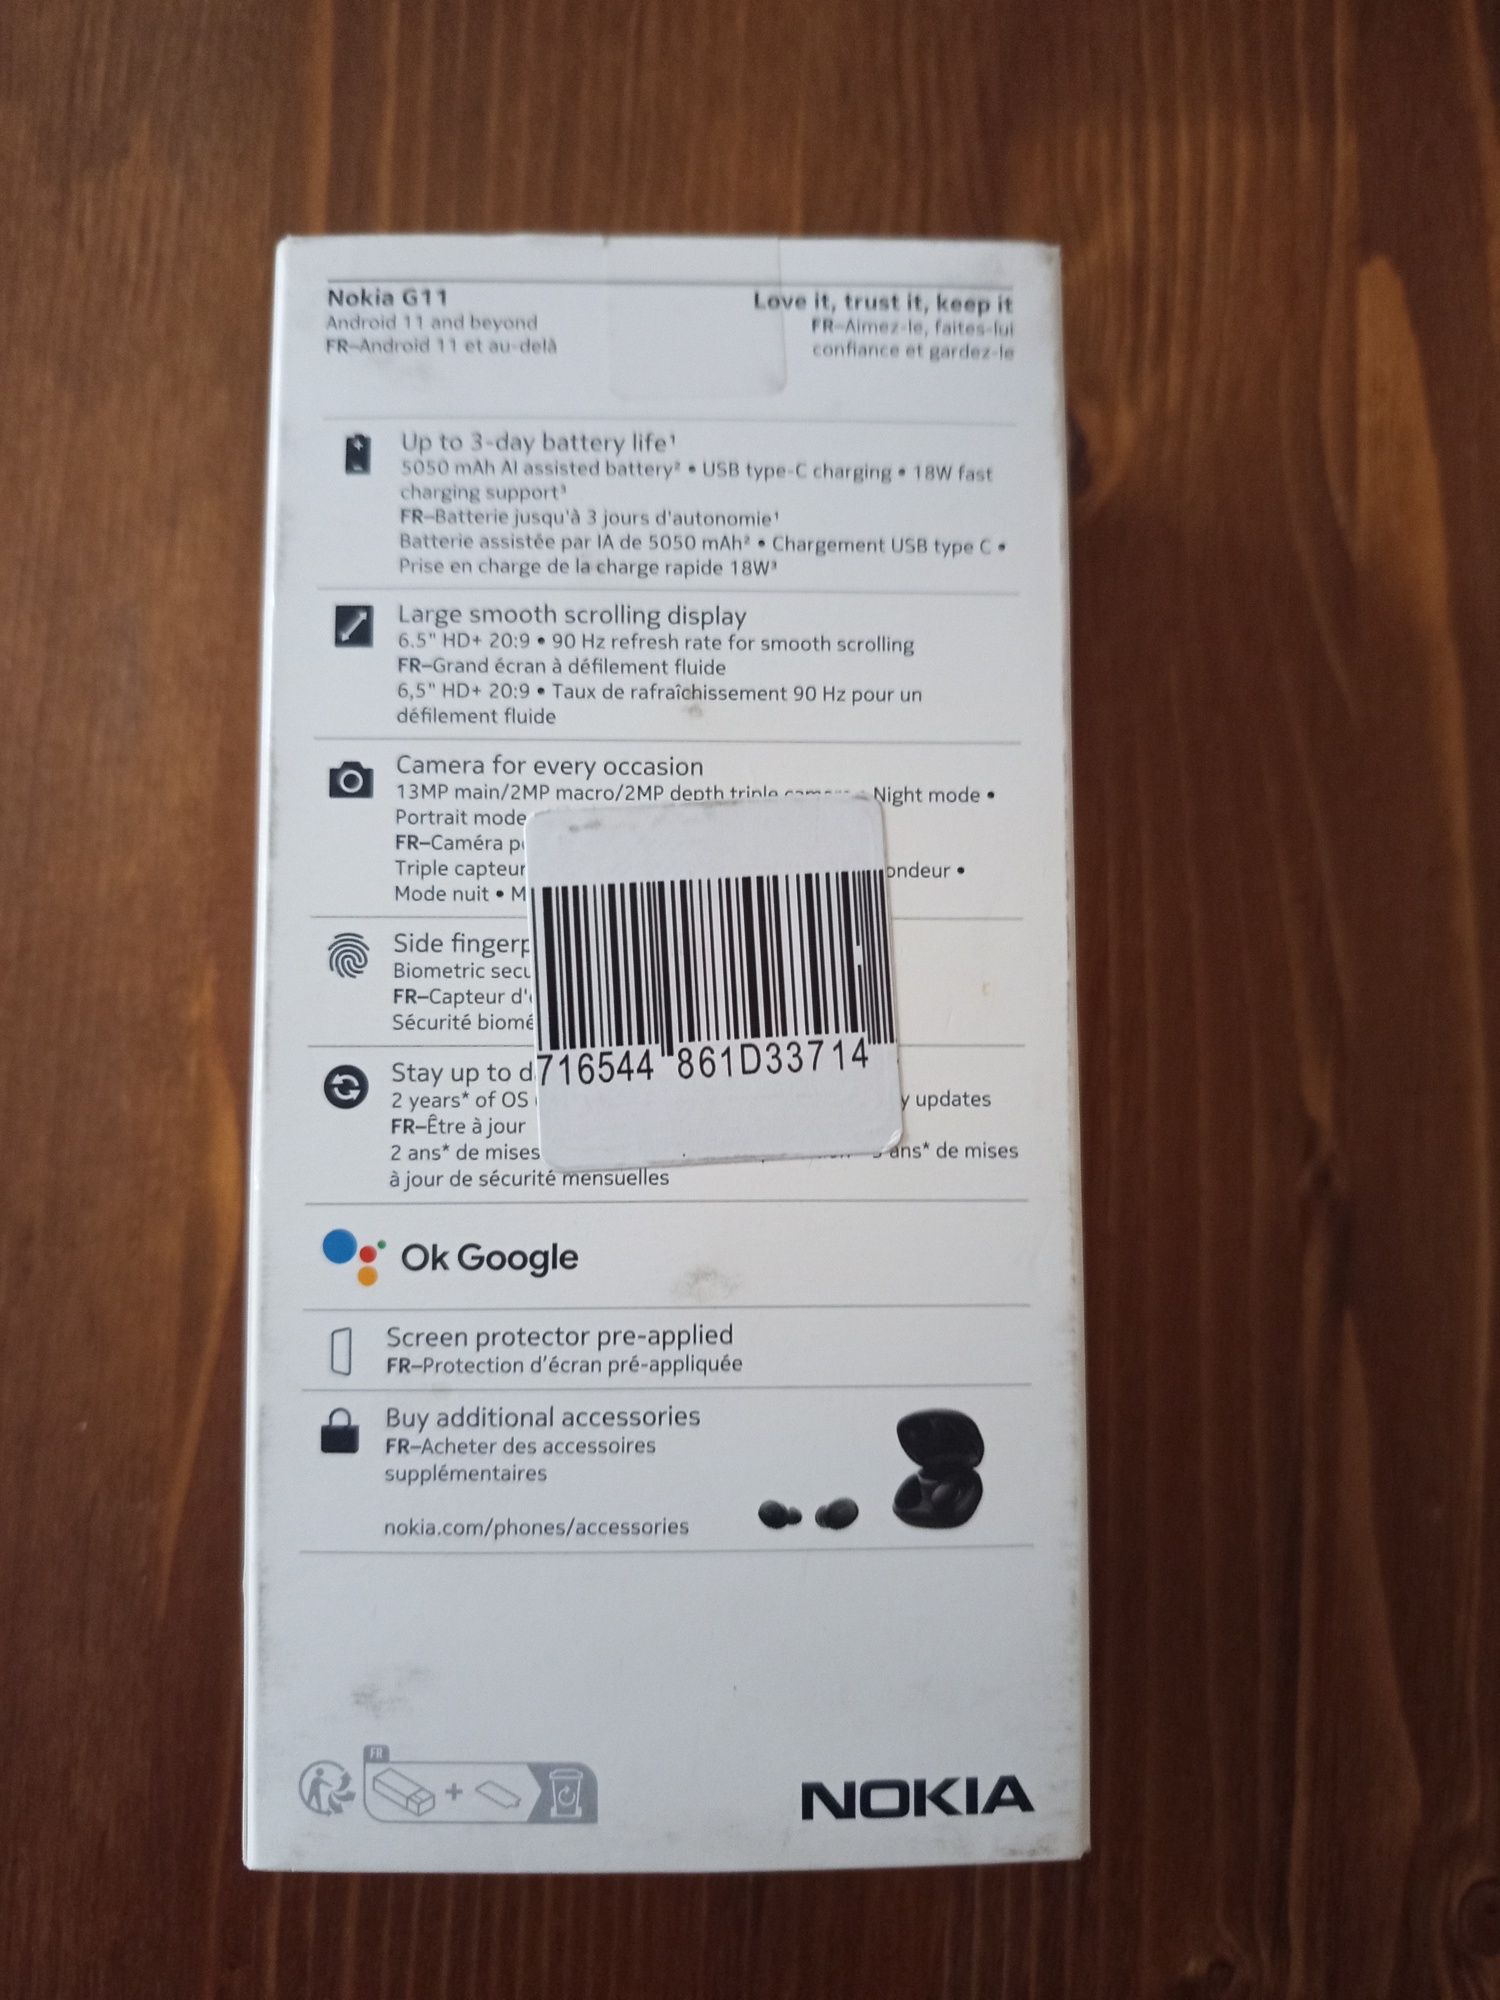 Nokia G11
Android 11 and beyond
FR–Android 11 et au-delà
Love it, trust it, keep it
FR–Aimez-le, faites-lui
confiance et gardez-le
Up to 3-day battery life¹
5050 mAh AI assisted battery² • USB type-C charging • 18W fast
charging support³
FR–Batterie jusqu'à 3 jours d'autonomie¹
Batterie assistée par IA de 5050 mAh² • Chargement USB type C •
Prise en charge de la charge rapide 18W³
Large smooth scrolling display
6.5" HD+ 20:9 • 90 Hz refresh rate for smooth scrolling
FR–Grand écran à défilement fluide
6,5" HD+ 20:9 • Taux de rafraîchissement 90 Hz pour un
défilement fluide
Camera for every occasion
13MP main/2MP macro/2MP depth triple Night mode •
Portrait mode
FR–Caméra
Triple capteur ondeur •
Mode nuit • M
Side fingerp
Biometric secu
FR–Capteur d'
Sécurité biomé
716544 861D33714
Stay up to d
2 years* of OS y updates
FR–Être à jour
2 ans* de mises ans* de mises
à jour de sécurité mensuelles
Ok Google
Screen protector pre-applied
FR–Protection d'écran pré-appliquée
Buy additional accessories
FR–Acheter des accessoires
supplémentaires
nokia.com/phones/accessories
FR
NOKIA